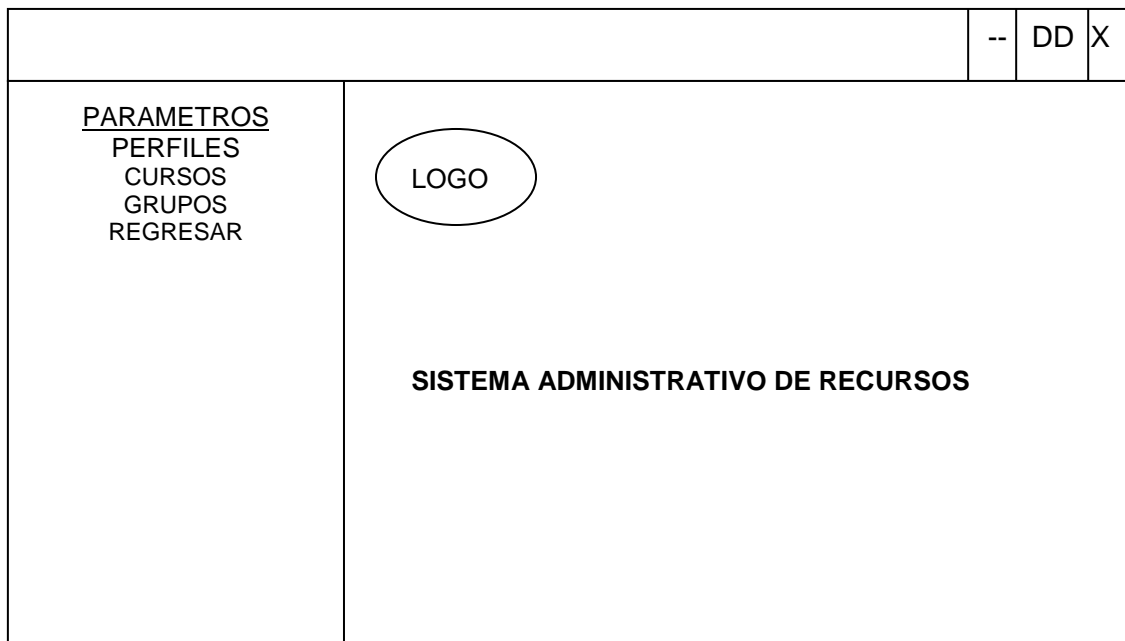 -- DD X
PARAMETROS
PERFILES
CURSOS
GRUPOS
REGRESAR
LOGO
SISTEMA ADMINISTRATIVO DE RECURSOS